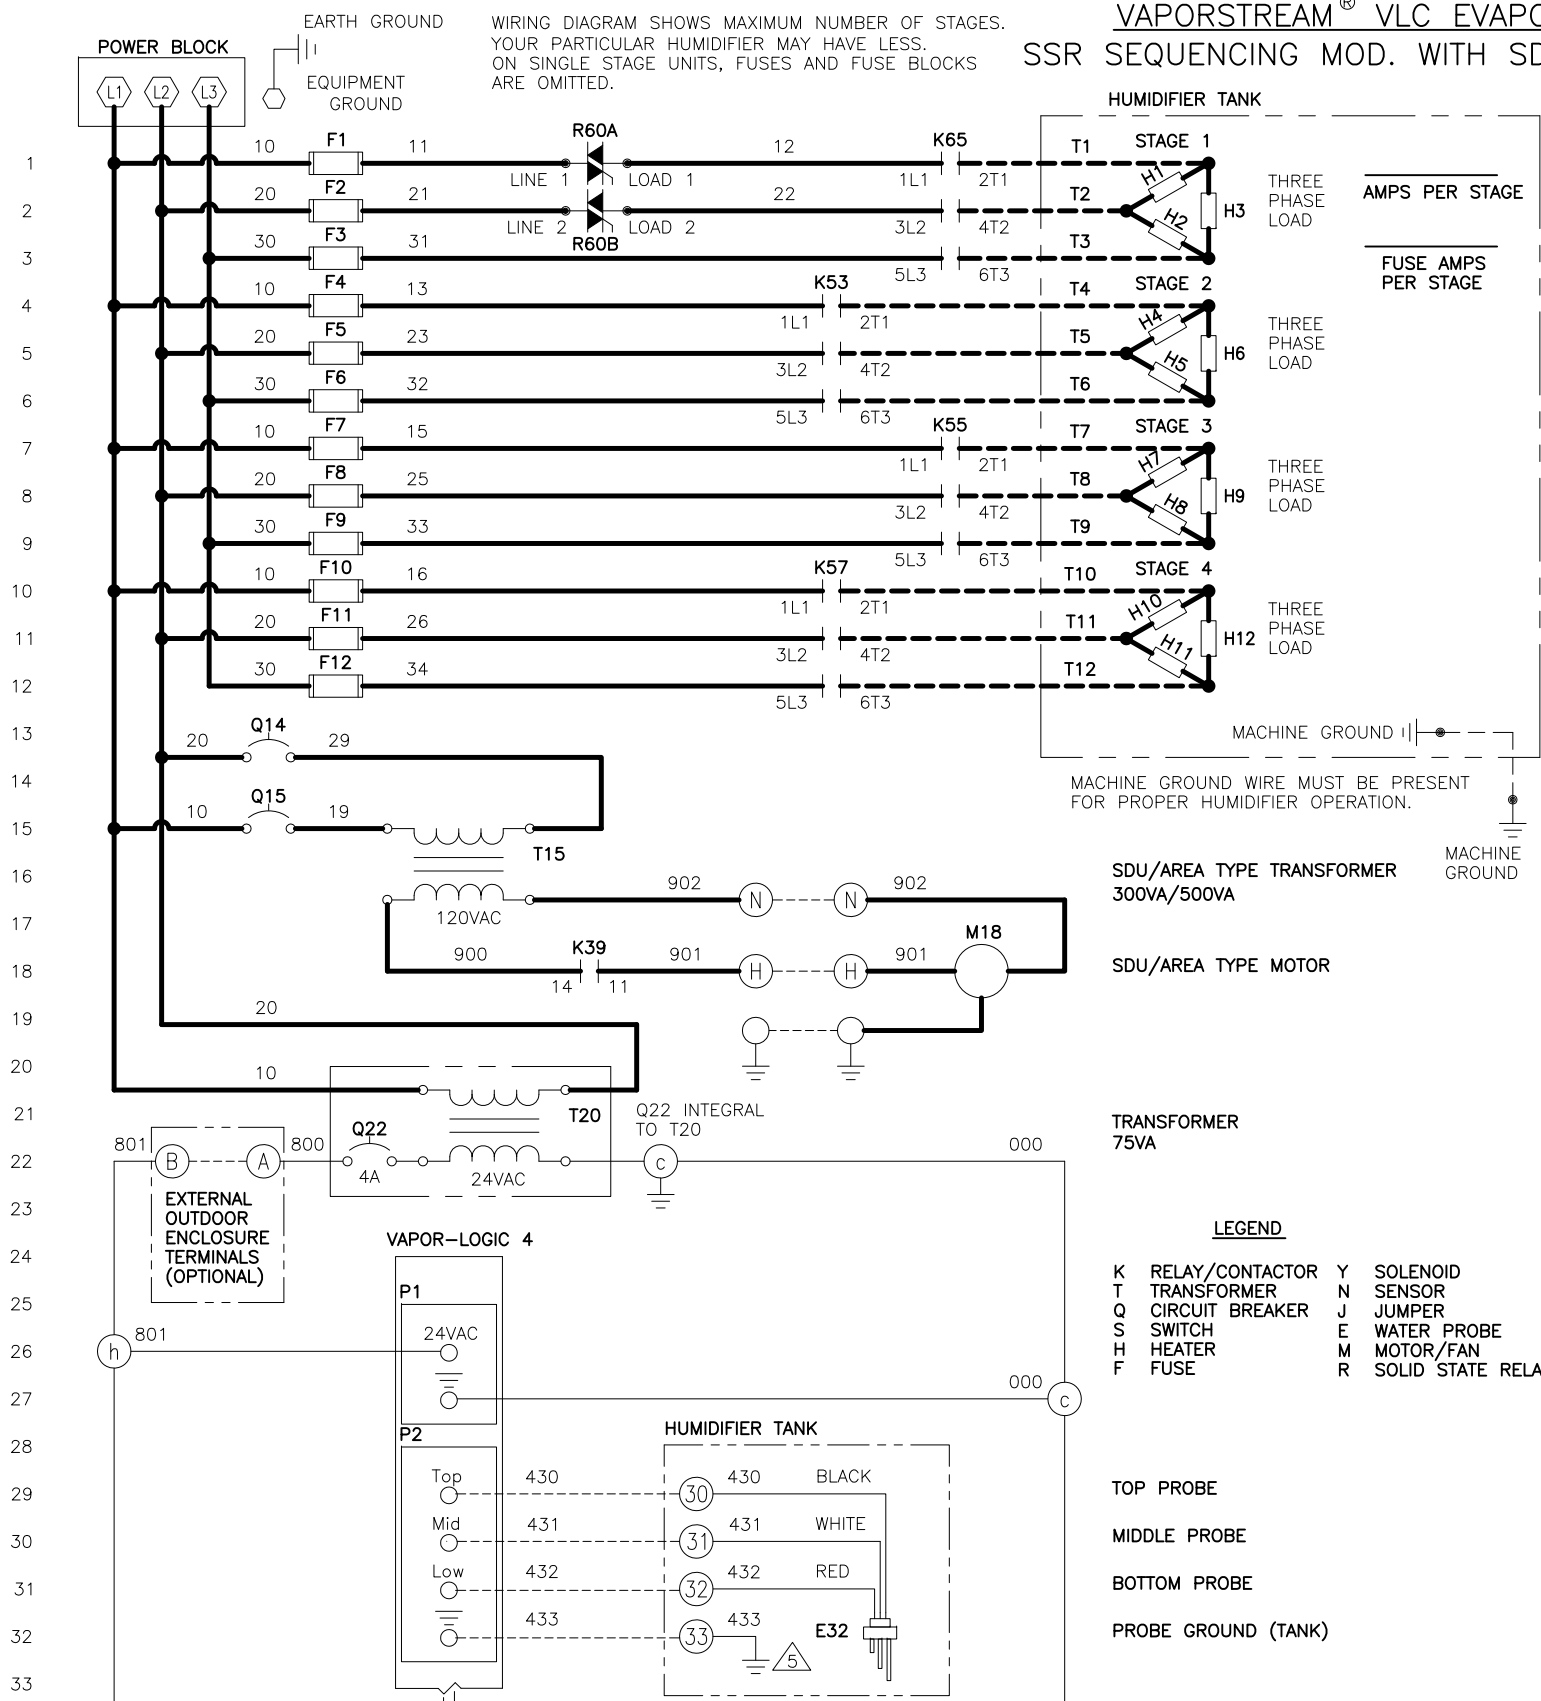 VAPORSTREAM® VLC EVAPO
SSR SEQUENCING MOD. WITH SD
EARTH GROUND
EQUIPMENT
GROUND
WIRING DIAGRAM SHOWS MAXIMUM NUMBER OF STAGES.
YOUR PARTICULAR HUMIDIFIER MAY HAVE LESS.
ON SINGLE STAGE UNITS, FUSES AND FUSE BLOCKS
ARE OMITTED.
POWER BLOCK
L1 L2 L3
HUMIDIFIER TANK
1 10 F1 11 R60A 12 K65 T1 STAGE 1
LINE 1 LOAD 1 1L1 2T1 H1
2 20 F2 21 22 T2 H3
LINE 2 LOAD 2 3L2 4T2 H2
R60B
THREE
PHASE
LOAD
AMPS PER STAGE
3 30 F3 31 T3
5L3 6T3
FUSE AMPS
PER STAGE
4 10 F4 13 K53 T4 STAGE 2
1L1 2T1 H4
5 20 F5 23 T5 H6
3L2 4T2 H5
THREE
PHASE
LOAD
6 30 F6 32 T6
5L3 6T3
7 10 F7 15 K55 T7 STAGE 3
1L1 2T1 H7
8 20 F8 25 T8 H9
3L2 4T2 H8
THREE
PHASE
LOAD
9 30 F9 33 T9
5L3 6T3
10 10 F10 16 K57 T10 STAGE 4
1L1 2T1 H10
11 20 F11 26 T11 H12
3L2 4T2 H11
THREE
PHASE
LOAD
12 30 F12 34 T12
5L3 6T3
13 20 Q14 29
MACHINE GROUND
14
MACHINE GROUND WIRE MUST BE PRESENT
FOR PROPER HUMIDIFIER OPERATION.
15 10 Q15 19
T15
MACHINE
GROUND
16
SDU/AREA TYPE TRANSFORMER
300VA/500VA
120VAC 902 N N 902
17
18 900 K39 901 H H 901 M18
14 11
SDU/AREA TYPE MOTOR
19 20
20 10
21 T20
Q22 INTEGRAL
TO T20
TRANSFORMER
75VA
22 801 B A 800 Q22 c 000
4A 24VAC
EXTERNAL
OUTDOOR
ENCLOSURE
TERMINALS
(OPTIONAL)
23
24 VAPOR-LOGIC 4
LEGEND
K RELAY/CONTACTOR Y SOLENOID
T TRANSFORMER N SENSOR
Q CIRCUIT BREAKER J JUMPER
S SWITCH E WATER PROBE
H HEATER M MOTOR/FAN
F FUSE R SOLID STATE RELA
25 P1
26 h 801 24VAC
27 000 c
28 P2 HUMIDIFIER TANK
29 Top 430 30 430 BLACK TOP PROBE
30 Mid 431 31 431 WHITE MIDDLE PROBE
31 Low 432 32 432 RED BOTTOM PROBE
32 433 33 433 E32 PROBE GROUND (TANK)
5
33